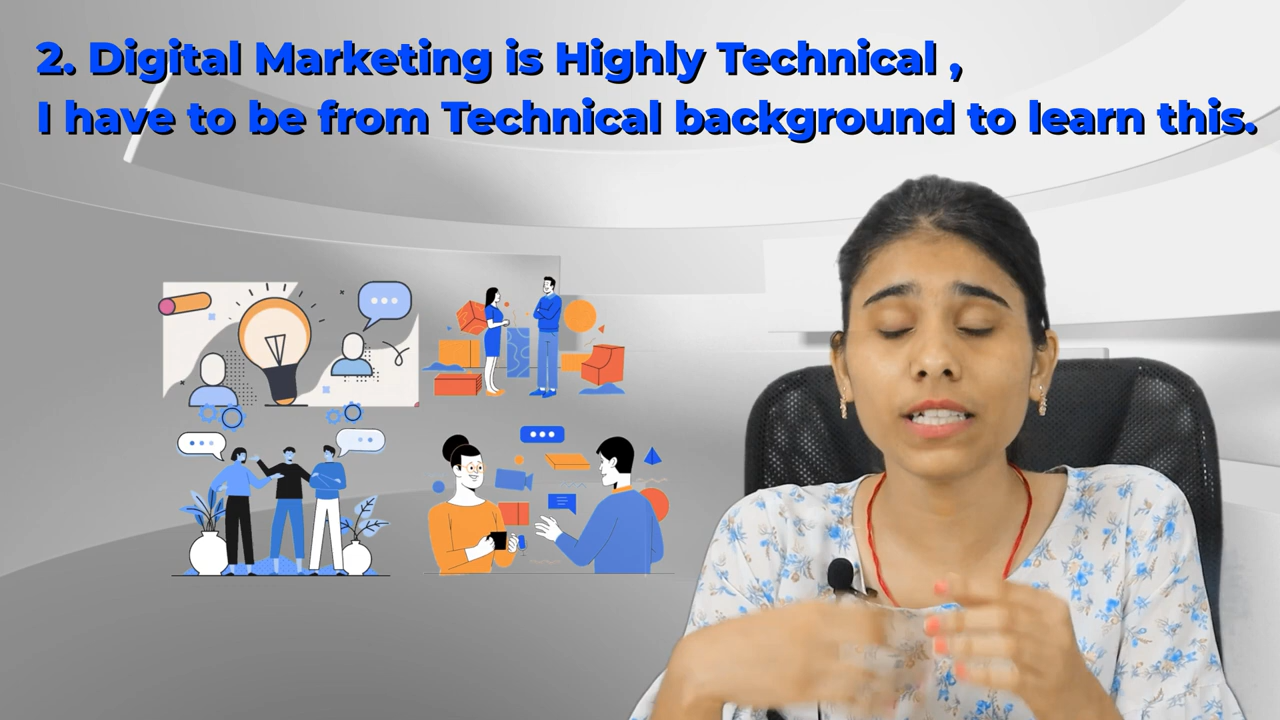 2. Digital Marketing is Highly Technical ,
I have to be from Technical background to learn this.